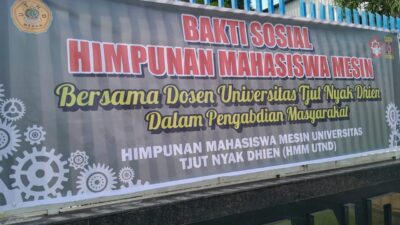 BAKTI SOSIAL
HIMPUNAN MAHASISWA MESIN
Bersama Dosen Universitas Tjut Nyak Dhien
Dalam Pengabdian Masyarakat
HIMPUNAN MAHASISWA MESIN UNIVERSITAS
TJUT NYAK DHIEN (HMM UTND)